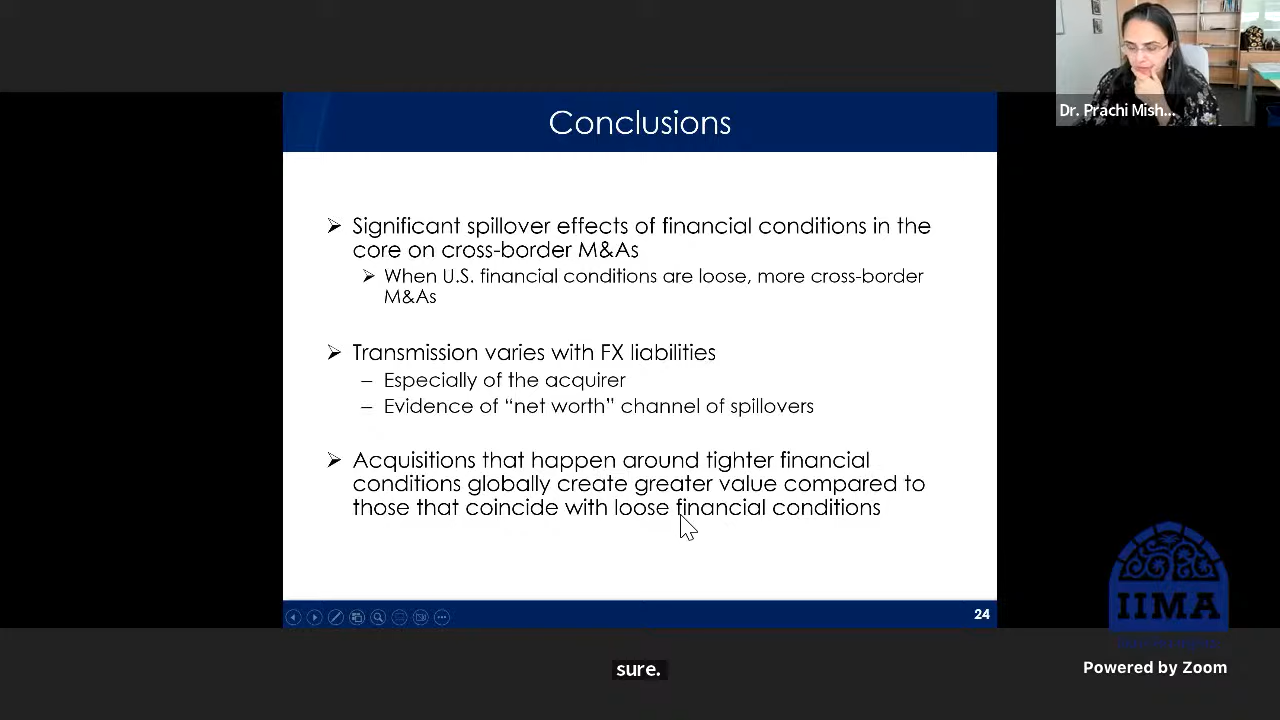 Dr. Prachi Mish...
Conclusions
➢ Significant spillover effects of financial conditions in the
core on cross-border M&As
➢ When U.S. financial conditions are loose, more cross-border
M&As
➢ Transmission varies with FX liabilities
– Especially of the acquirer
– Evidence of “net worth” channel of spillovers
➢ Acquisitions that happen around tighter financial
conditions globally create greater value compared to
those that coincide with loose financial conditions
24
IIMA
sure.
Powered by Zoom